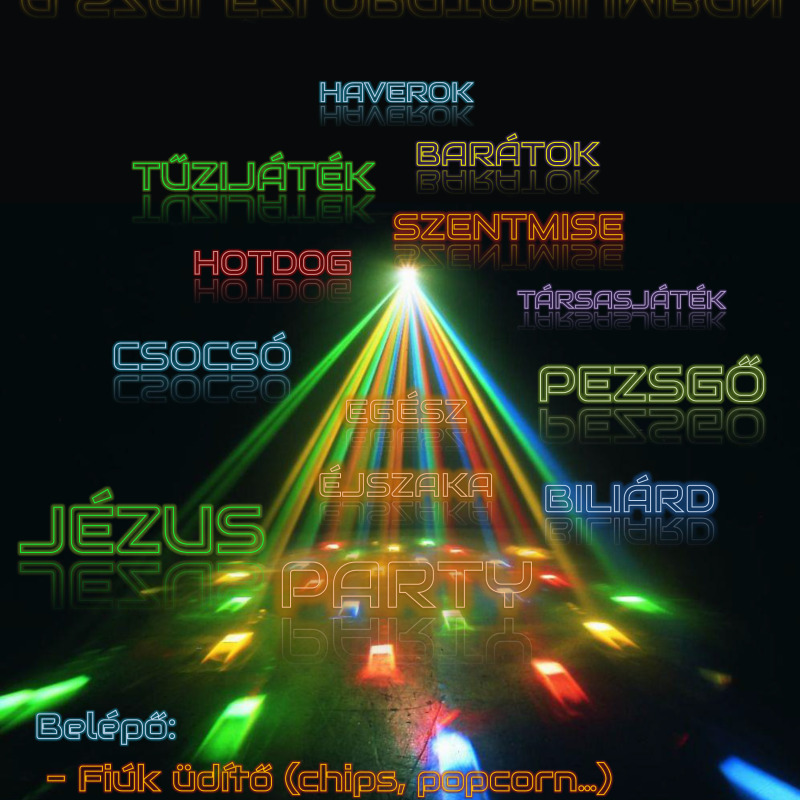 HAVEROK
BARÁTOK
TŰZIJÁTÉK
SZENTMISE
HOTDOG
TÁRSASJÁTÉK
CSOCSÓ
PEZSGŐ
EGÉSZ
ÉJSZAKA
BILIÁRD
JÉZUS
PARTY
Belépő:
- Fiúk üdítő (chips, popcorn...)